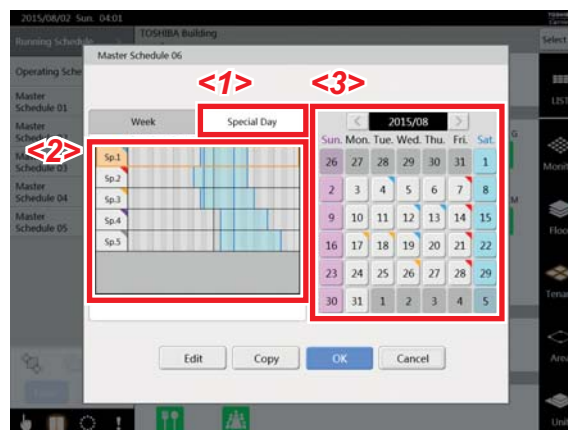 2015/08/02 Sun. 04:01
TOSHIBA Building
Running Schedule
Select
Master Schedule 06
Operating Sche
<1>
<3>
LIST
Master
Schedule 01
Week
Special Day
2015/08
Master
Sun. Mon. Tue. Wed. Thu. Fri. Sat.
G
<2>
Sp.1
26 27 28 29 30 31 1
Schedule 03
Monit
Sp.2
2 3 4 5 6 7 8
Master
Schedule 04
Sp.3
M
Master
Schedule 05
Sp.4
9 10 11 12 13 14 15
Floo
Sp.5
16 17 18 19 20 21 22
23 24 25 26 27 28 29
Tena
30 31 1 2 3 4 5
Edit
Copy
OK
Cancel
Area
Unit